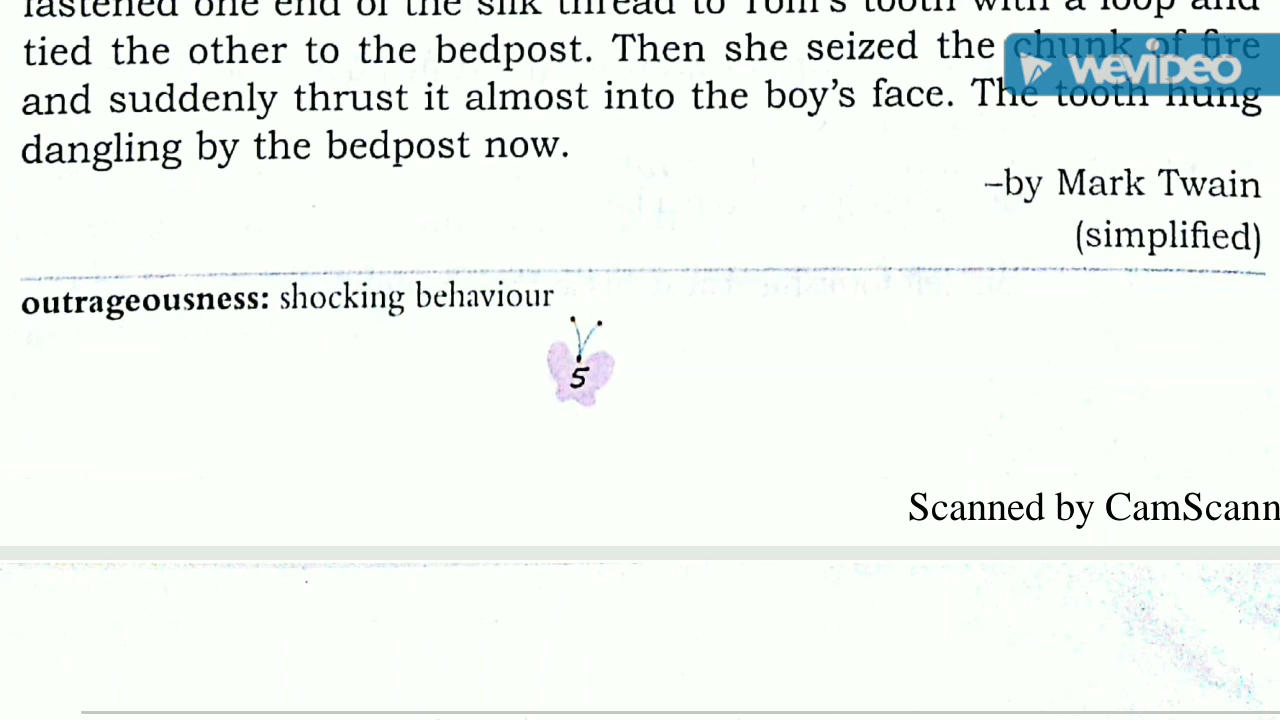 fastened one end of the silk thread to Tom's tooth with a loop and
tied the other to the bedpost. Then she seized the chunk of fire
and suddenly thrust it almost into the boy's face. The tooth hung
dangling by the bedpost now.
–by Mark Twain
(simplified)
outrageousness: shocking behaviour
5
Scanned by CamScann
WeVideo